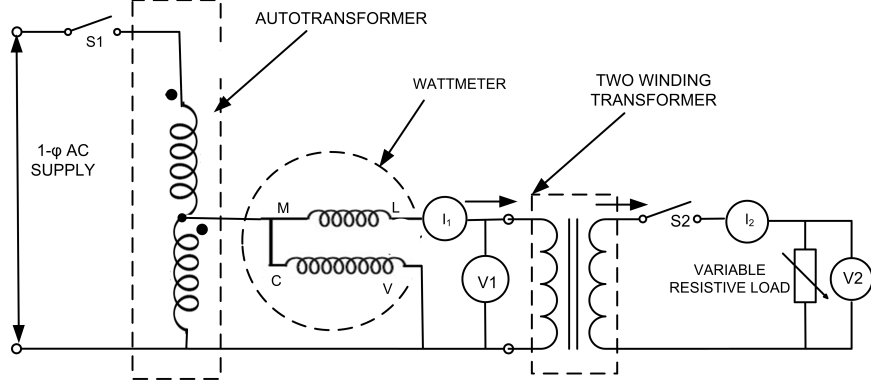 AUTOTRANSFORMER
S1
WATTMETER
TWO WINDING
TRANSFORMER
1-φ AC
SUPPLY
M
L
I₁
S2
I₂
C
V
V1
VARIABLE
RESISTIVE LOAD
V2